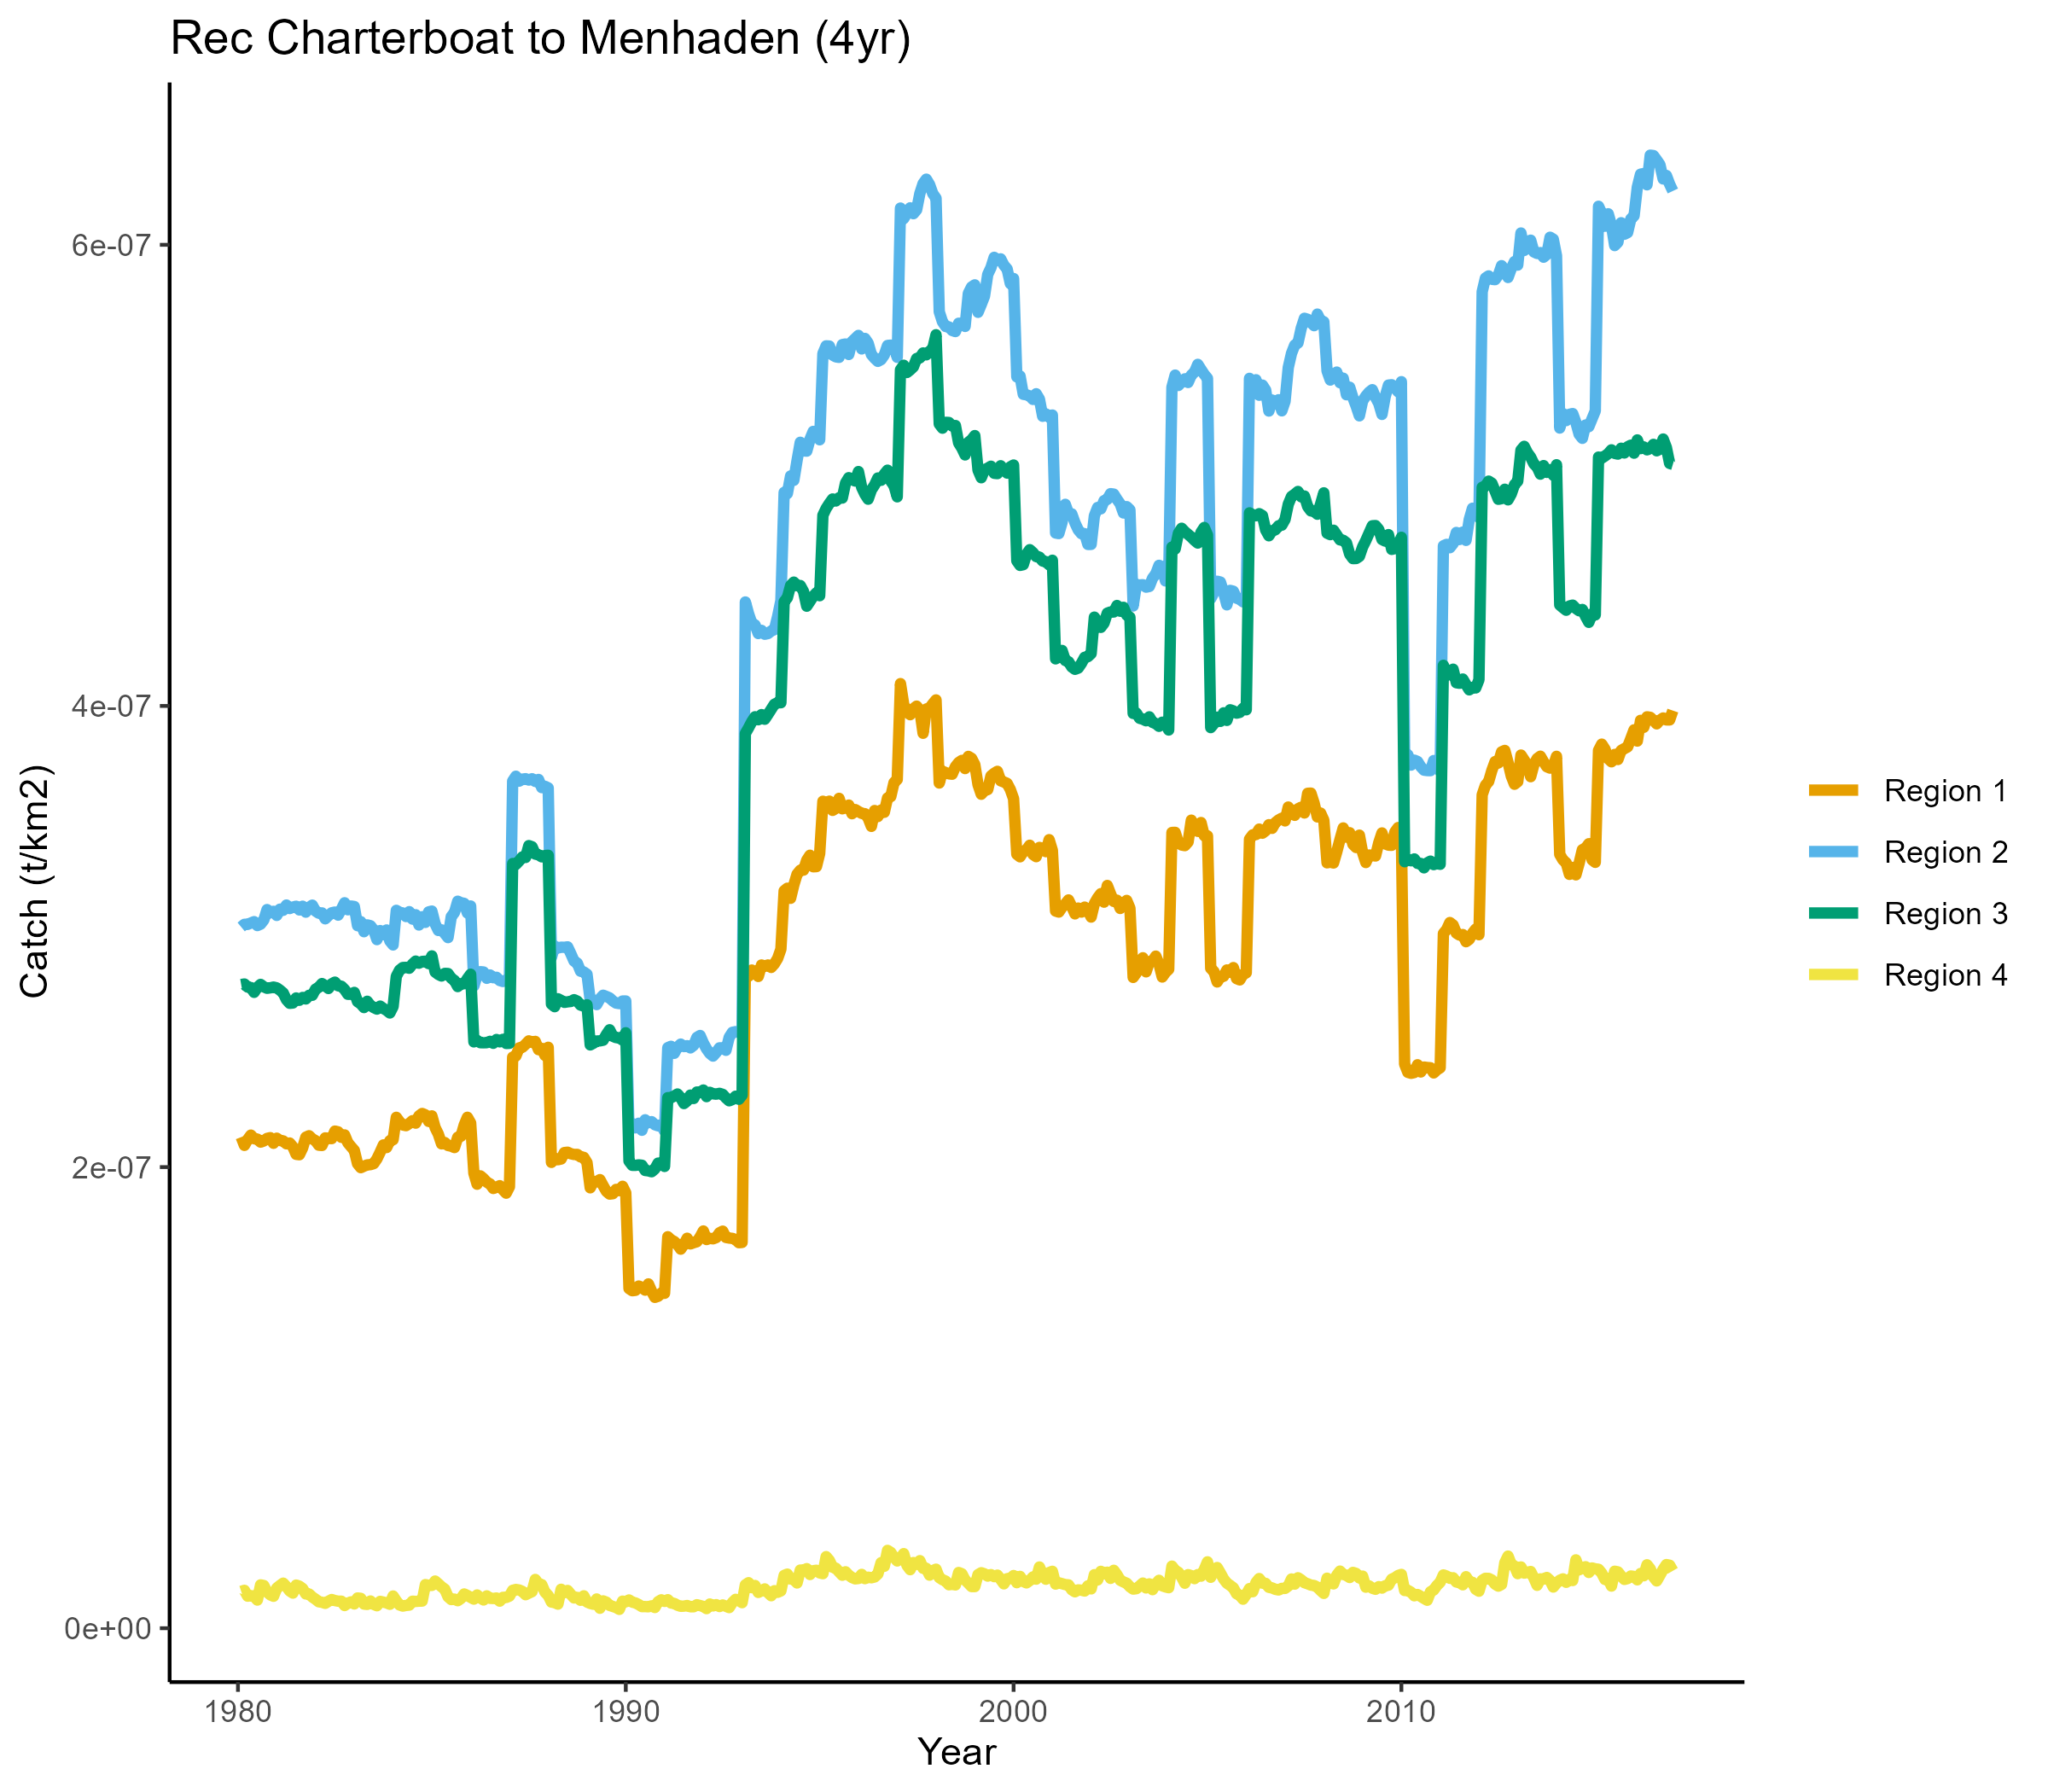 Rec Charterboat to Menhaden (4yr)
Catch (t/km2)
6e-07
4e-07
2e-07
0e+00
1980 1990 2000 2010
Year
Region 1
Region 2
Region 3
Region 4